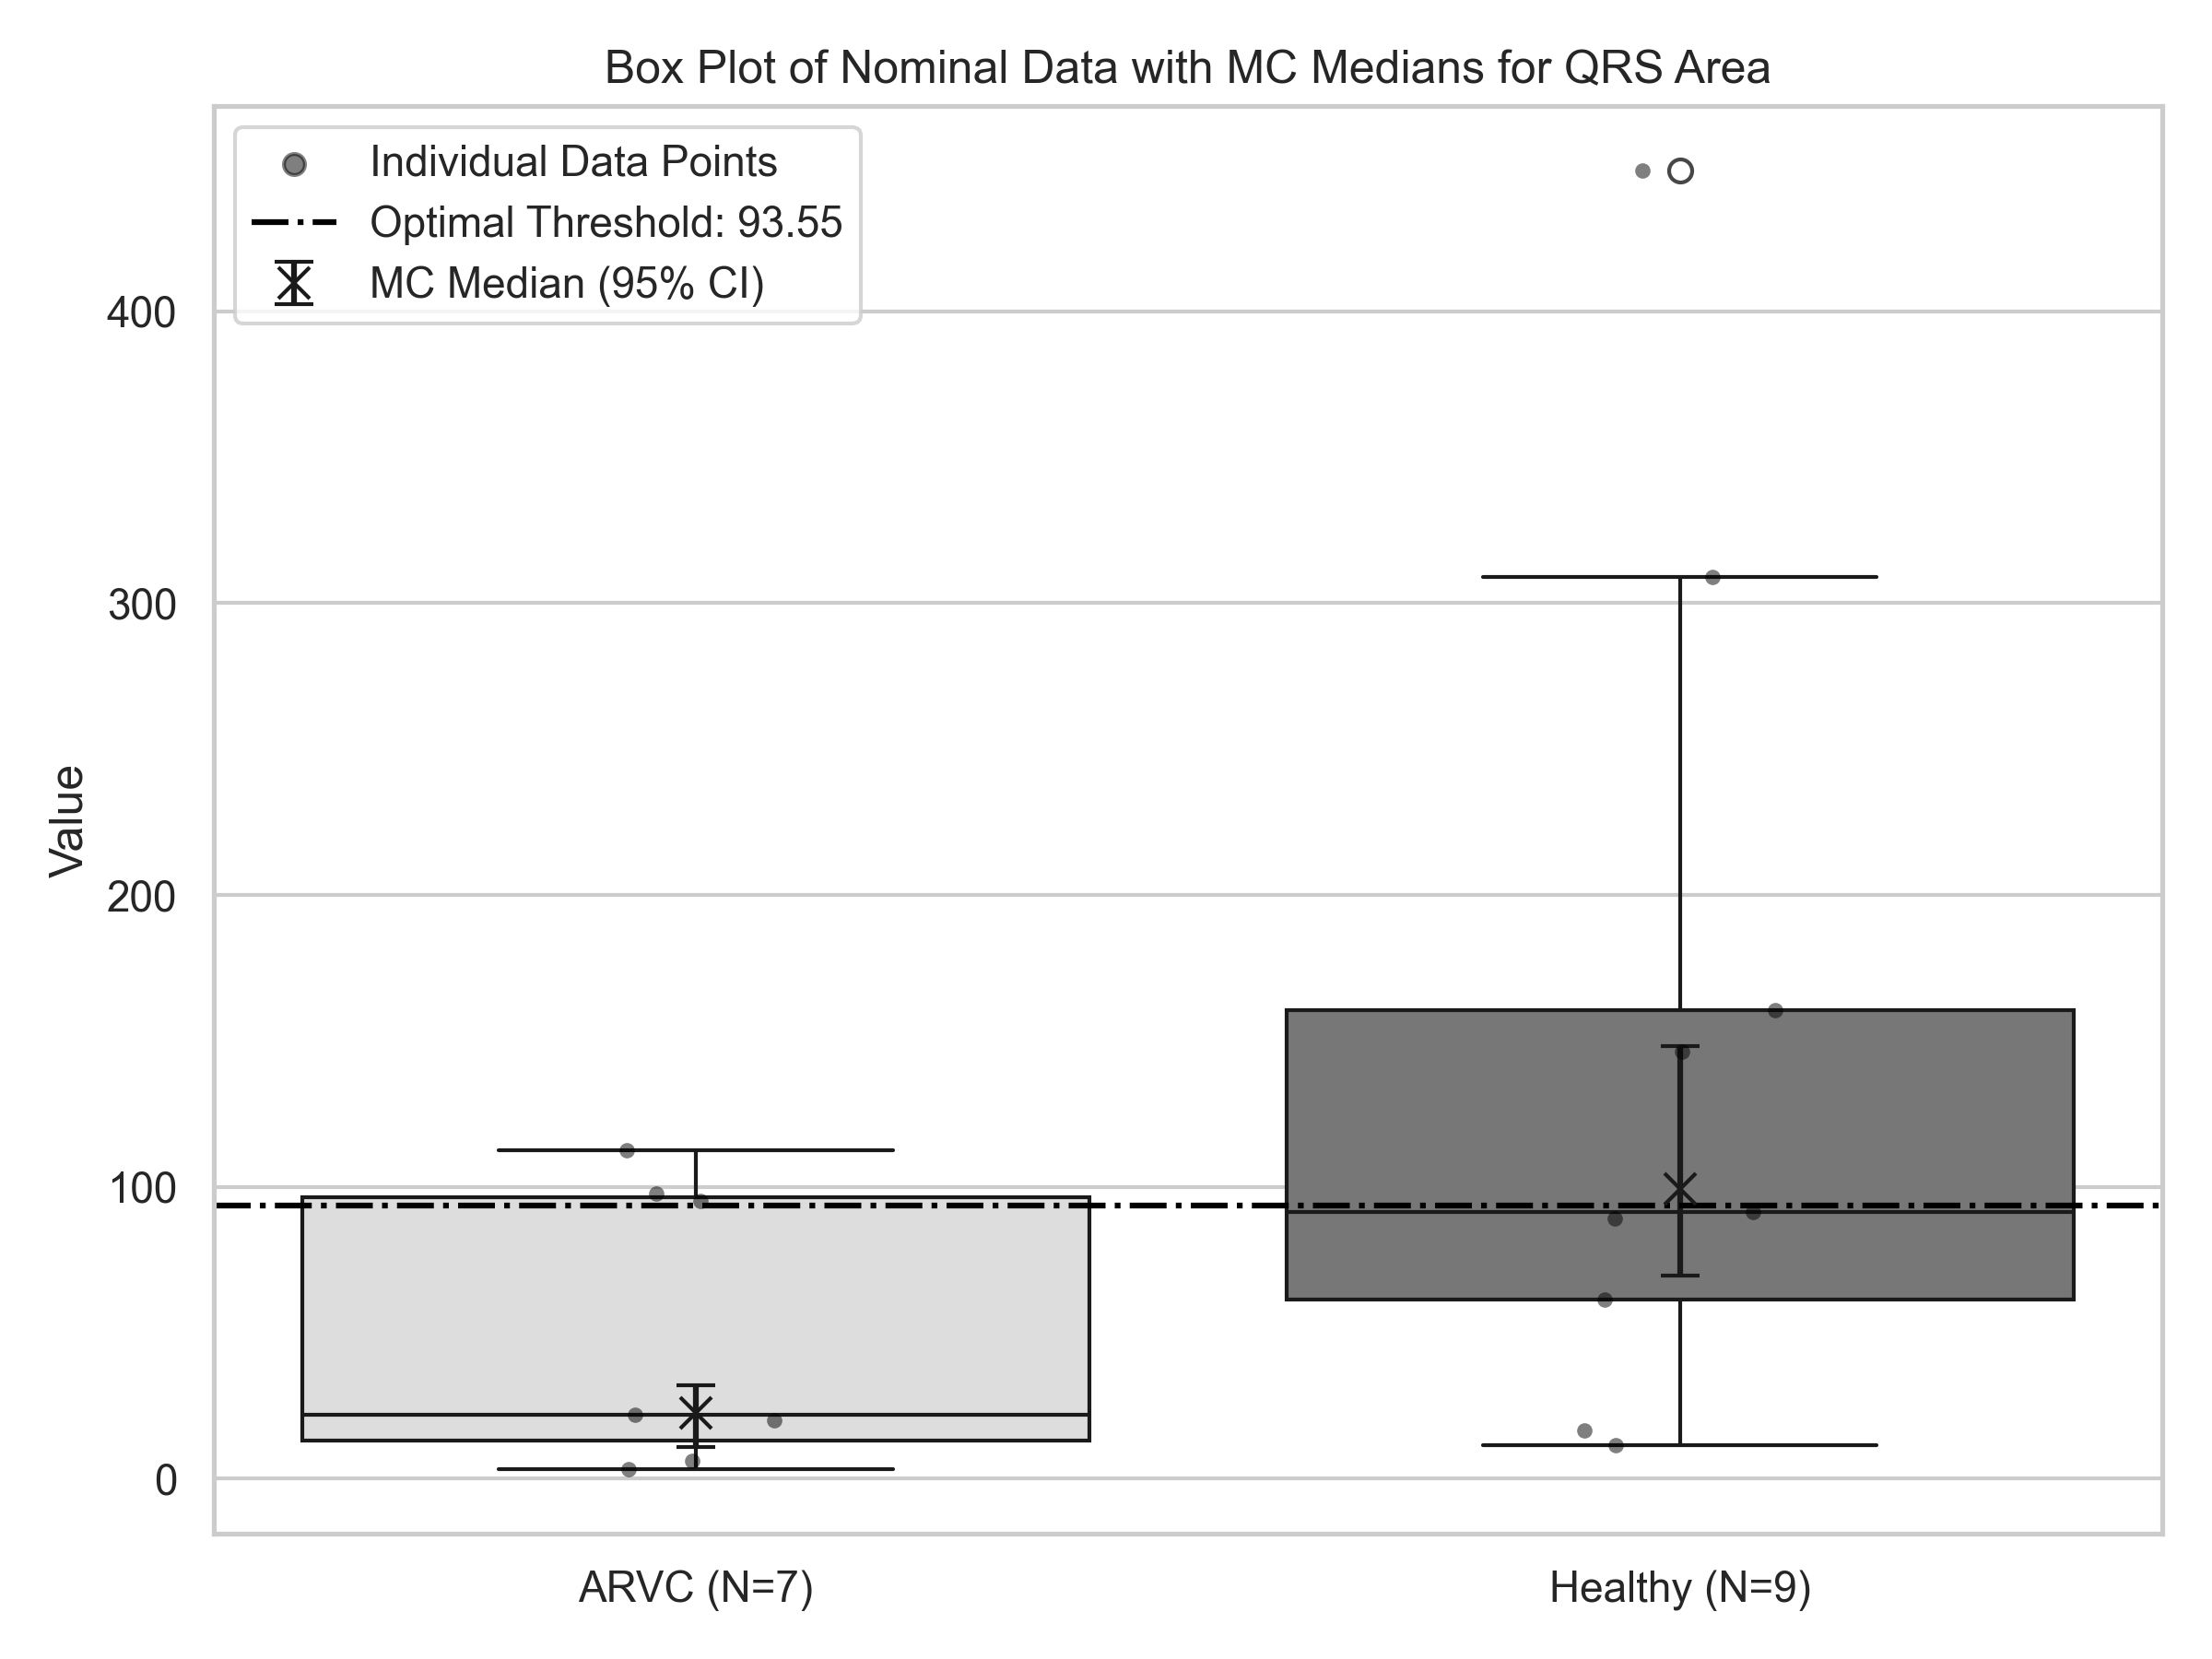 Box Plot of Nominal Data with MC Medians for QRS Area
Individual Data Points
Optimal Threshold: 93.55
MC Median (95% CI)
400
300
200
100
0
Value
ARVC (N=7)
Healthy (N=9)